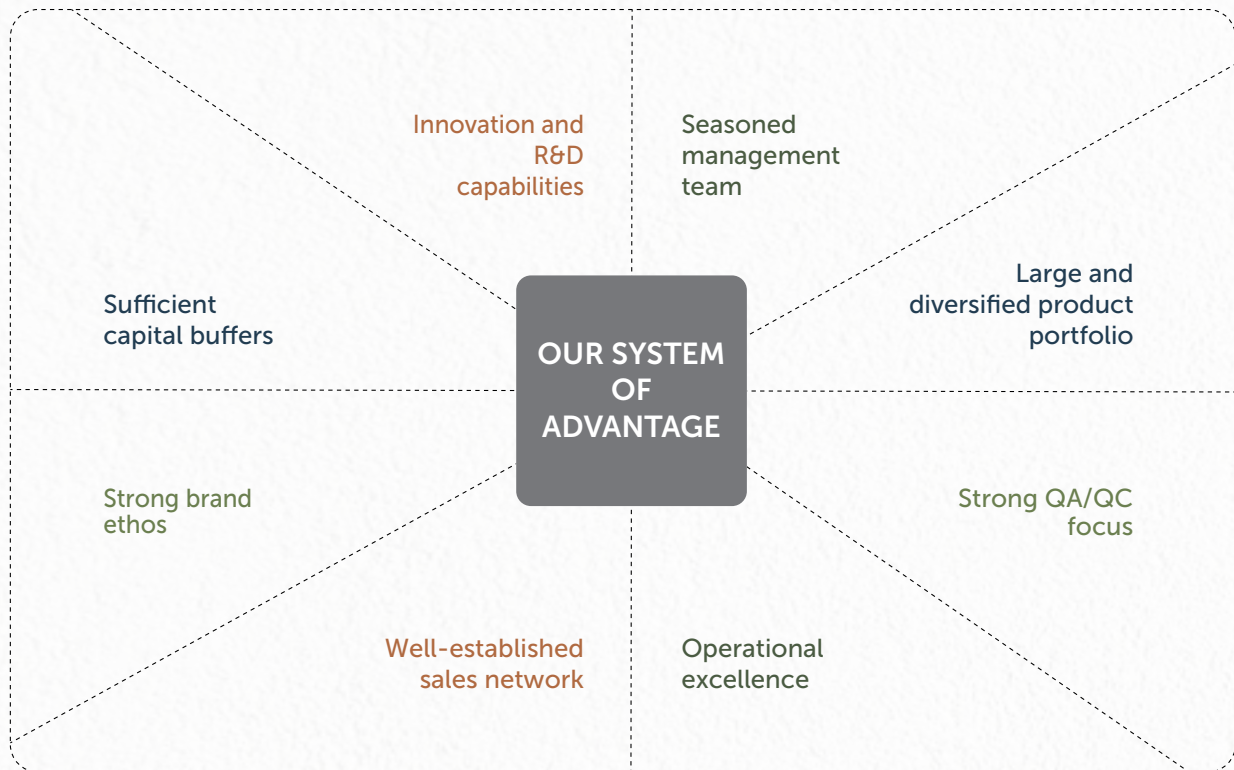 Innovation and
R&D
capabilities
Seasoned
management
team
Sufficient
capital buffers
Large and
diversified product
portfolio
OUR SYSTEM
OF
ADVANTAGE
Strong brand
ethos
Strong QA/QC
focus
Well-established
sales network
Operational
excellence